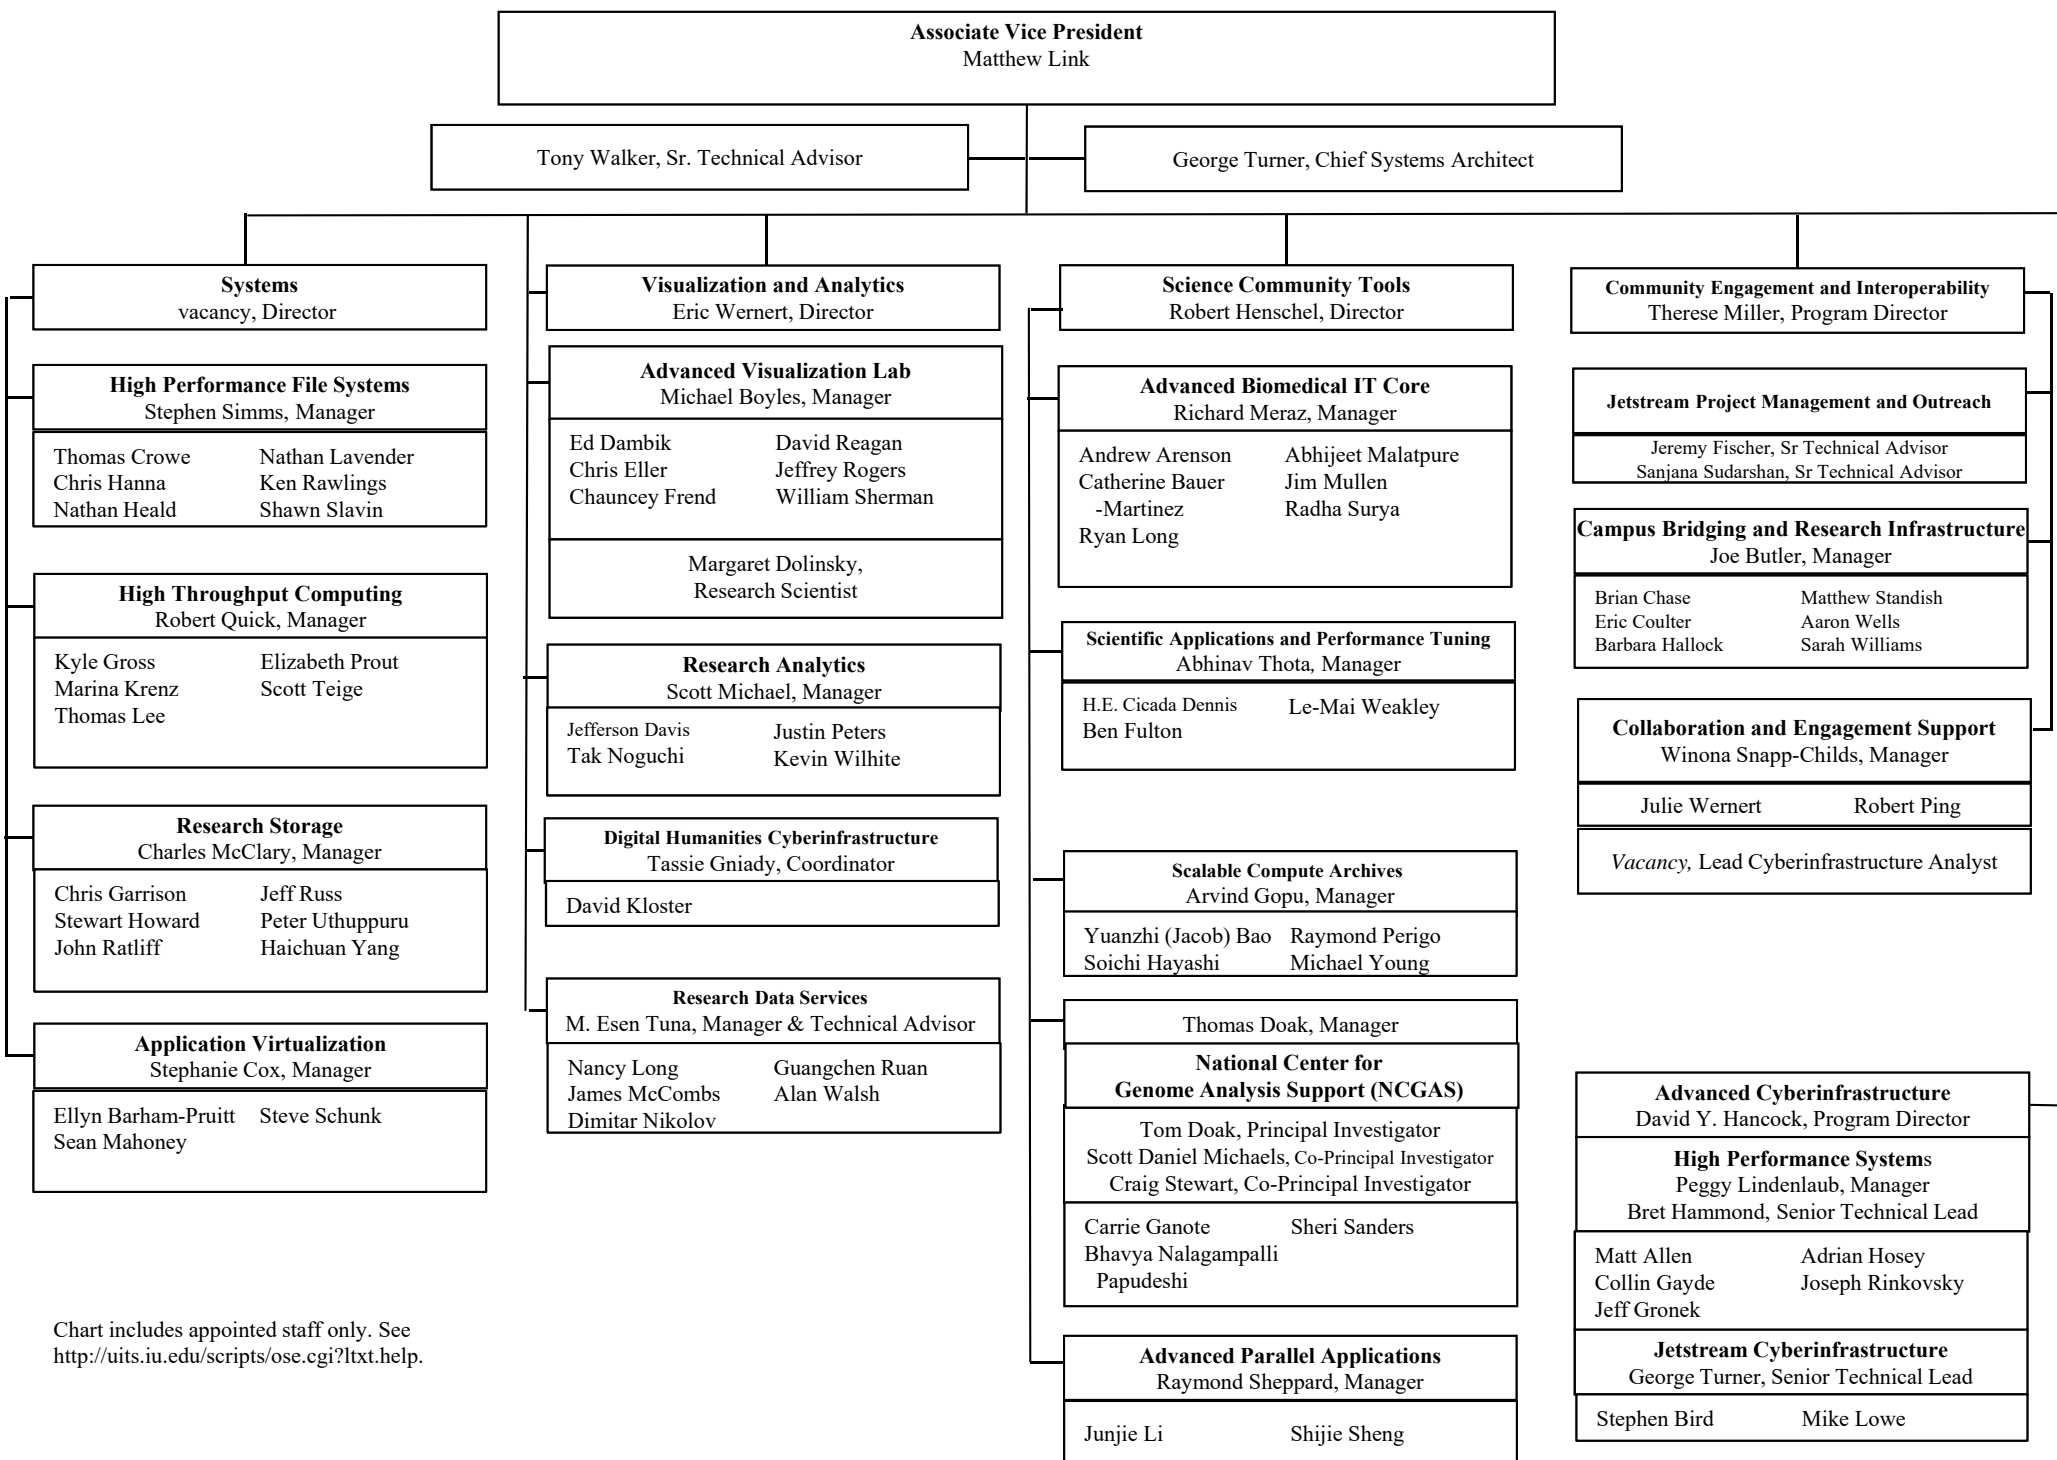 Associate Vice President
Matthew Link
Tony Walker, Sr. Technical Advisor
George Turner, Chief Systems Architect
Systems
vacancy, Director
High Performance File Systems
Stephen Simms, Manager
Thomas Crowe
Chris Hanna
Nathan Heald
Nathan Lavender
Ken Rawlings
Shawn Slavin
High Throughput Computing
Robert Quick, Manager
Kyle Gross
Marina Krenz
Thomas Lee
Elizabeth Prout
Scott Teige
Research Storage
Charles McClary, Manager
Chris Garrison
Stewart Howard
John Ratliff
Jeff Russ
Peter Uthuppuru
Haichuan Yang
Application Virtualization
Stephanie Cox, Manager
Ellyn Barham-Pruitt
Sean Mahoney
Steve Schunk
Chart includes appointed staff only. See
http://uits.iu.edu/scripts/ose.cgi?ltxt.help.
Visualization and Analytics
Eric Wernert, Director
Advanced Visualization Lab
Michael Boyles, Manager
Ed Dambik
Chris Eller
Chauncey Frend
David Reagan
Jeffrey Rogers
William Sherman
Margaret Dolinsky,
Research Scientist
Research Analytics
Scott Michael, Manager
Jefferson Davis
Tak Noguchi
Justin Peters
Kevin Wilhite
Digital Humanities Cyberinfrastructure
Tassie Gniady, Coordinator
David Kloster
Research Data Services
M. Esen Tuna, Manager & Technical Advisor
Nancy Long
James McCombs
Dimitar Nikolov
Guangchen Ruan
Alan Walsh
Science Community Tools
Robert Henschel, Director
Advanced Biomedical IT Core
Richard Meraz, Manager
Andrew Arenson
Catherine Bauer
-Martinez
Ryan Long
Abhijeet Malatpure
Jim Mullen
Radha Surya
Scientific Applications and Performance Tuning
Abhinav Thota, Manager
H.E. Cicada Dennis
Ben Fulton
Le-Mai Weakley
Scalable Compute Archives
Arvind Gopu, Manager
Yuanzhi (Jacob) Bao
Soichi Hayashi
Raymond Perigo
Michael Young
Thomas Doak, Manager
National Center for
Genome Analysis Support (NCGAS)
Tom Doak, Principal Investigator
Scott Daniel Michaels, Co-Principal Investigator
Craig Stewart, Co-Principal Investigator
Carrie Ganote
Bhavya Nalagampalli
Papudeshi
Sheri Sanders
Advanced Parallel Applications
Raymond Sheppard, Manager
Junjie Li
Shijie Sheng
Community Engagement and Interoperability
Therese Miller, Program Director
Jetstream Project Management and Outreach
Jeremy Fischer, Sr Technical Advisor
Sanjana Sudarshan, Sr Technical Advisor
Campus Bridging and Research Infrastructure
Joe Butler, Manager
Brian Chase
Eric Coulter
Barbara Hallock
Matthew Standish
Aaron Wells
Sarah Williams
Collaboration and Engagement Support
Winona Snapp-Childs, Manager
Julie Wernert
Robert Ping
Vacancy, Lead Cyberinfrastructure Analyst
Advanced Cyberinfrastructure
David Y. Hancock, Program Director
High Performance Systems
Peggy Lindenlaub, Manager
Bret Hammond, Senior Technical Lead
Matt Allen
Collin Gayde
Jeff Gronek
Adrian Hosey
Joseph Rinkovsky
Jetstream Cyberinfrastructure
George Turner, Senior Technical Lead
Stephen Bird
Mike Lowe